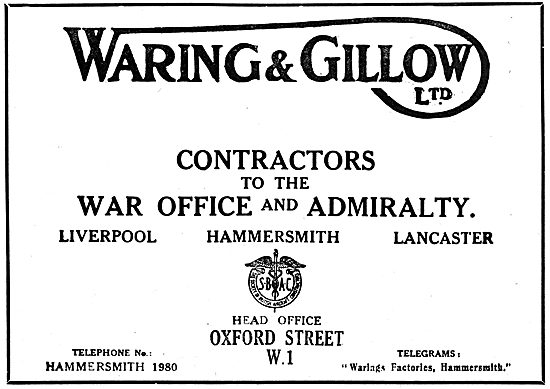 WARING & GILLOW
LTD
CONTRACTORS
TO THE
WAR OFFICE AND ADMIRALTY.
LIVERPOOL HAMMERSMITH LANCASTER
S·B·A·C
HEAD OFFICE
OXFORD STREET
W.1
TELEPHONE No.:
HAMMERSMITH 1980
TELEGRAMS:
"Warings Factories, Hammersmith."